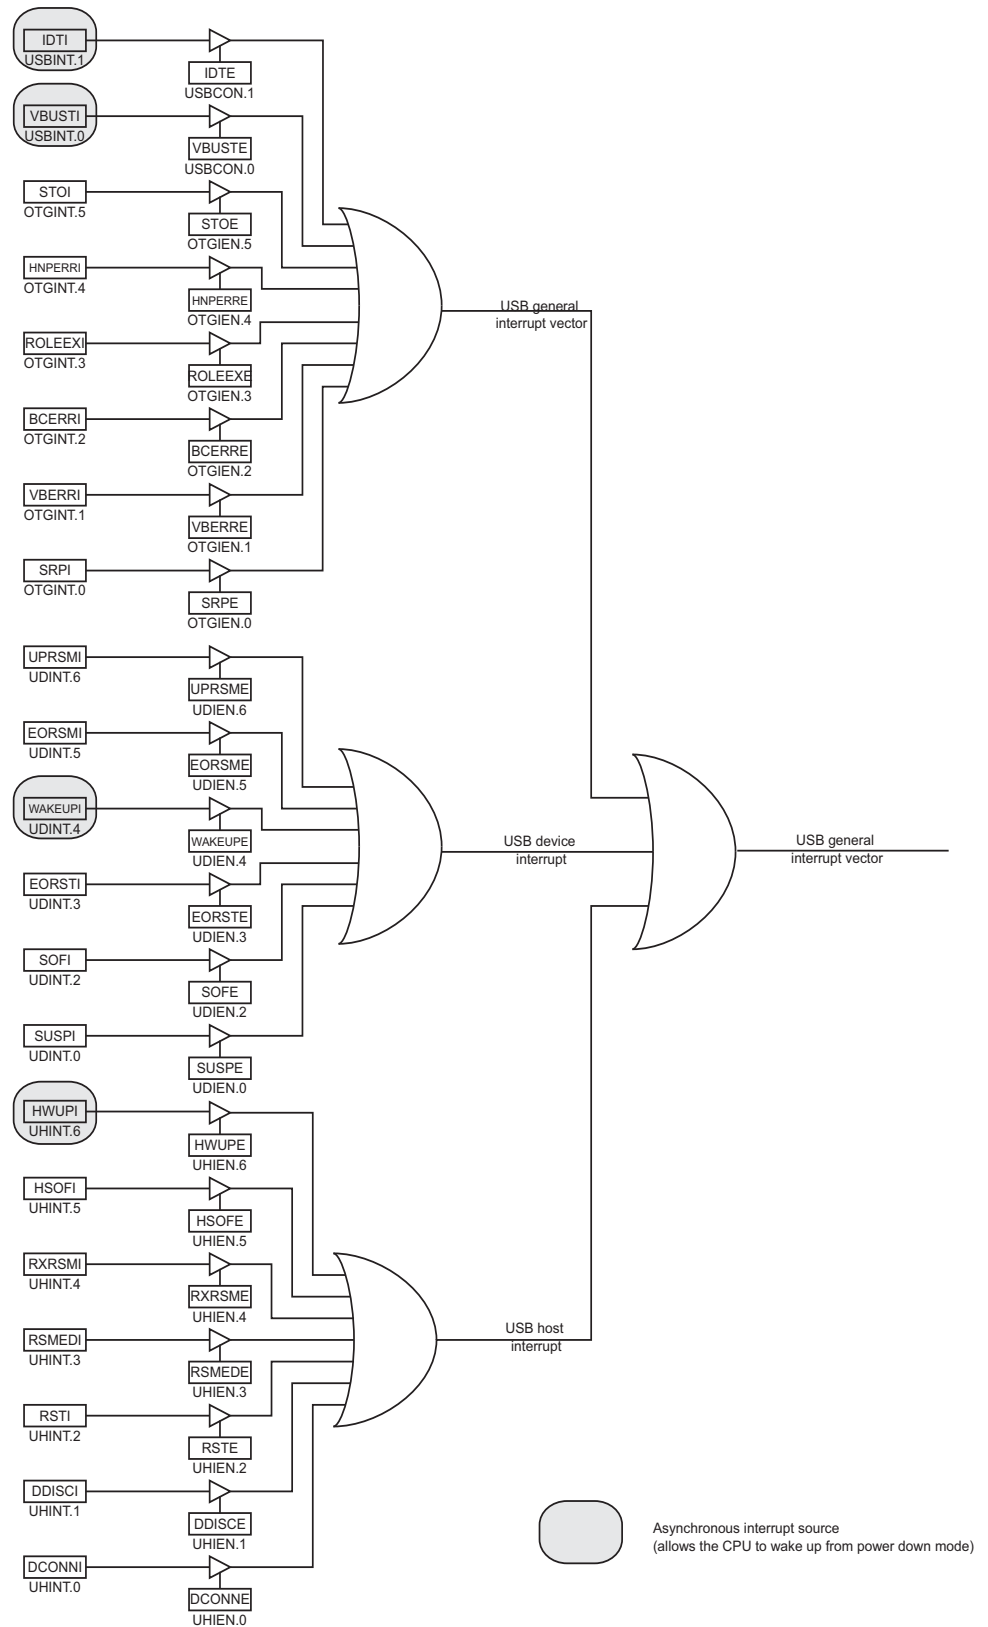 IDTI
USBINT.1
IDTE
USBCON.1
VBUSTI
USBINT.0
VBUSTE
USBCON.0
STOI
OTGINT.5
STOE
OTGIEN.5
HNPERRI
OTGINT.4
HNPERRE
OTGIEN.4
ROLEEXI
OTGINT.3
ROLEEXE
OTGIEN.3
BCERRI
OTGINT.2
BCERRE
OTGIEN.2
VBERRI
OTGINT.1
VBERRE
OTGIEN.1
SRPI
OTGINT.0
SRPE
OTGIEN.0
USB general
interrupt vector
UPRSMI
UDINT.6
UPRSME
UDIEN.6
EORSMI
UDINT.5
EORSME
UDIEN.5
WAKEUPI
UDINT.4
WAKEUPE
UDIEN.4
EORSTI
UDINT.3
EORSTE
UDIEN.3
SOFI
UDINT.2
SOFE
UDIEN.2
SUSPI
UDINT.0
SUSPE
UDIEN.0
USB device
interrupt
USB general
interrupt vector
HWUPI
UHINT.6
HWUPE
UHIEN.6
HSOFI
UHINT.5
HSOFE
UHIEN.5
RXRSMI
UHINT.4
RXRSME
UHIEN.4
RSMEDI
UHINT.3
RSMEDE
UHIEN.3
RSTI
UHINT.2
RSTE
UHIEN.2
DDISCI
UHINT.1
DDISCE
UHIEN.1
DCONNI
UHINT.0
DCONNE
UHIEN.0
USB host
interrupt
Asynchronous interrupt source
(allows the CPU to wake up from power down mode)